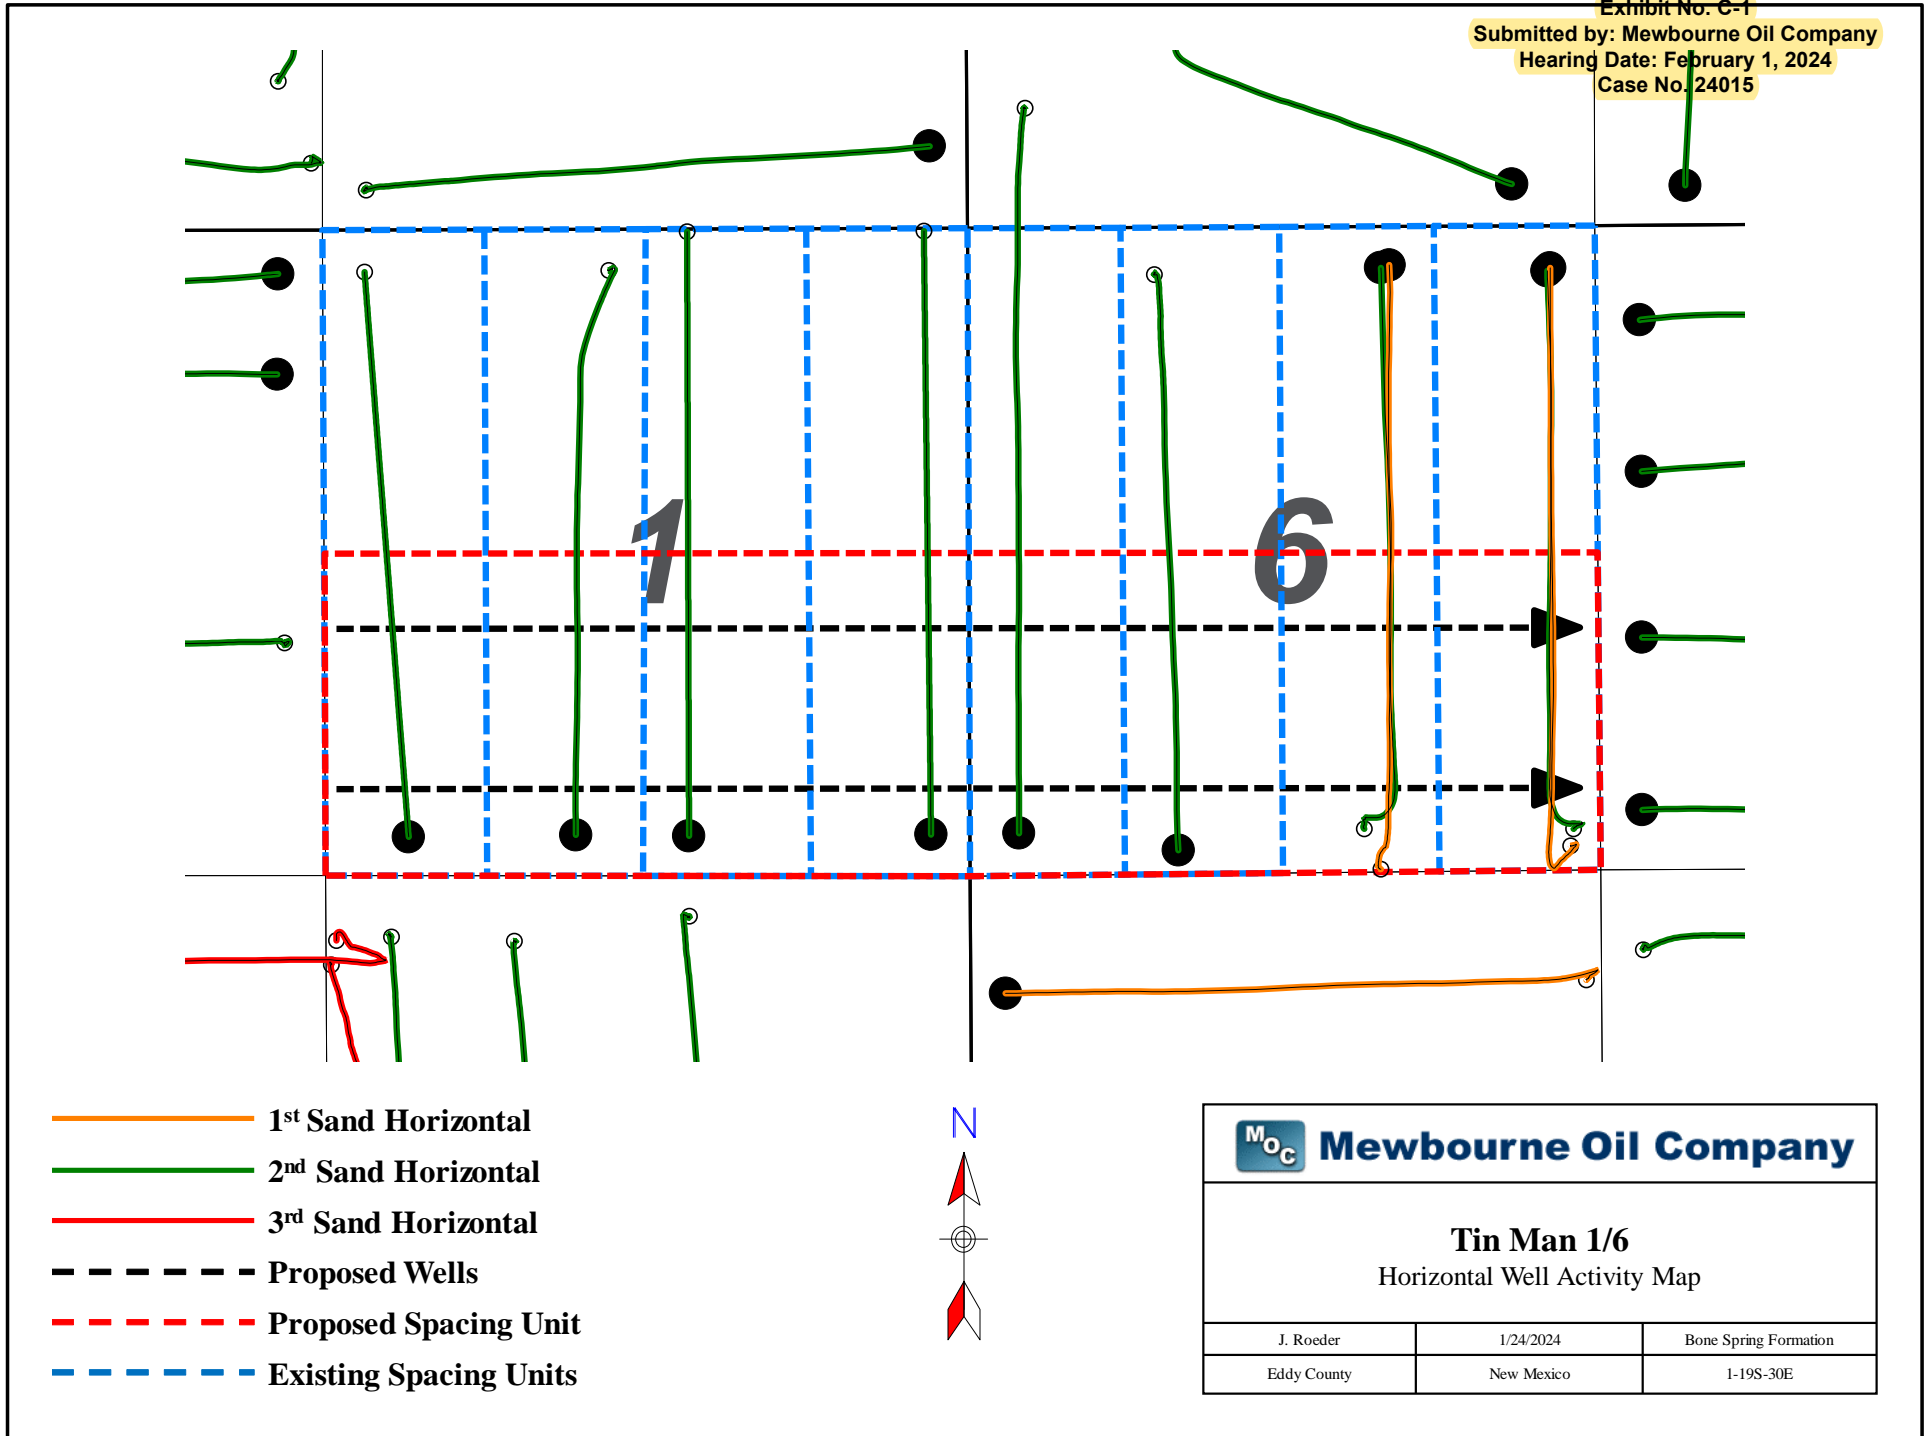 Exhibit No. C-1
Submitted by: Mewbourne Oil Company
Hearing Date: February 1, 2024
Case No. 24015
1
6
1st Sand Horizontal
2nd Sand Horizontal
3rd Sand Horizontal
Proposed Wells
Proposed Spacing Unit
Existing Spacing Units
N
MOC Mewbourne Oil Company
Tin Man 1/6
Horizontal Well Activity Map
J. Roeder 1/24/2024 Bone Spring Formation
Eddy County New Mexico 1-19S-30E